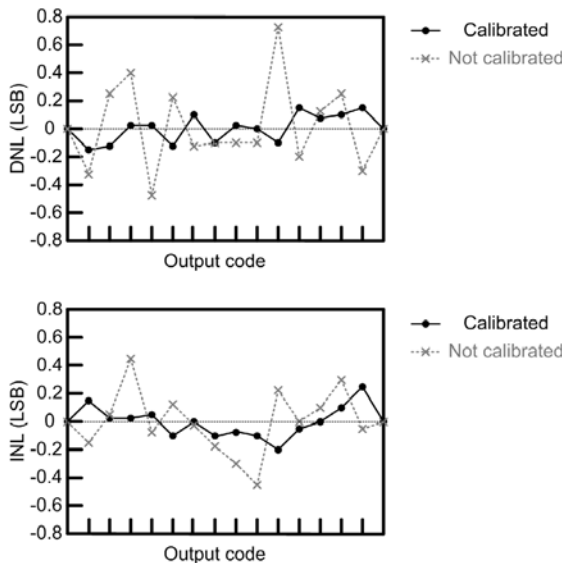 0.8
0.6
0.4
0.2
0
-0.2
-0.4
-0.6
-0.8
DNL (LSB)
Output code
Calibrated
Not calibrated
0.8
0.6
0.4
0.2
0
-0.2
-0.4
-0.6
-0.8
INL (LSB)
Output code
Calibrated
Not calibrated